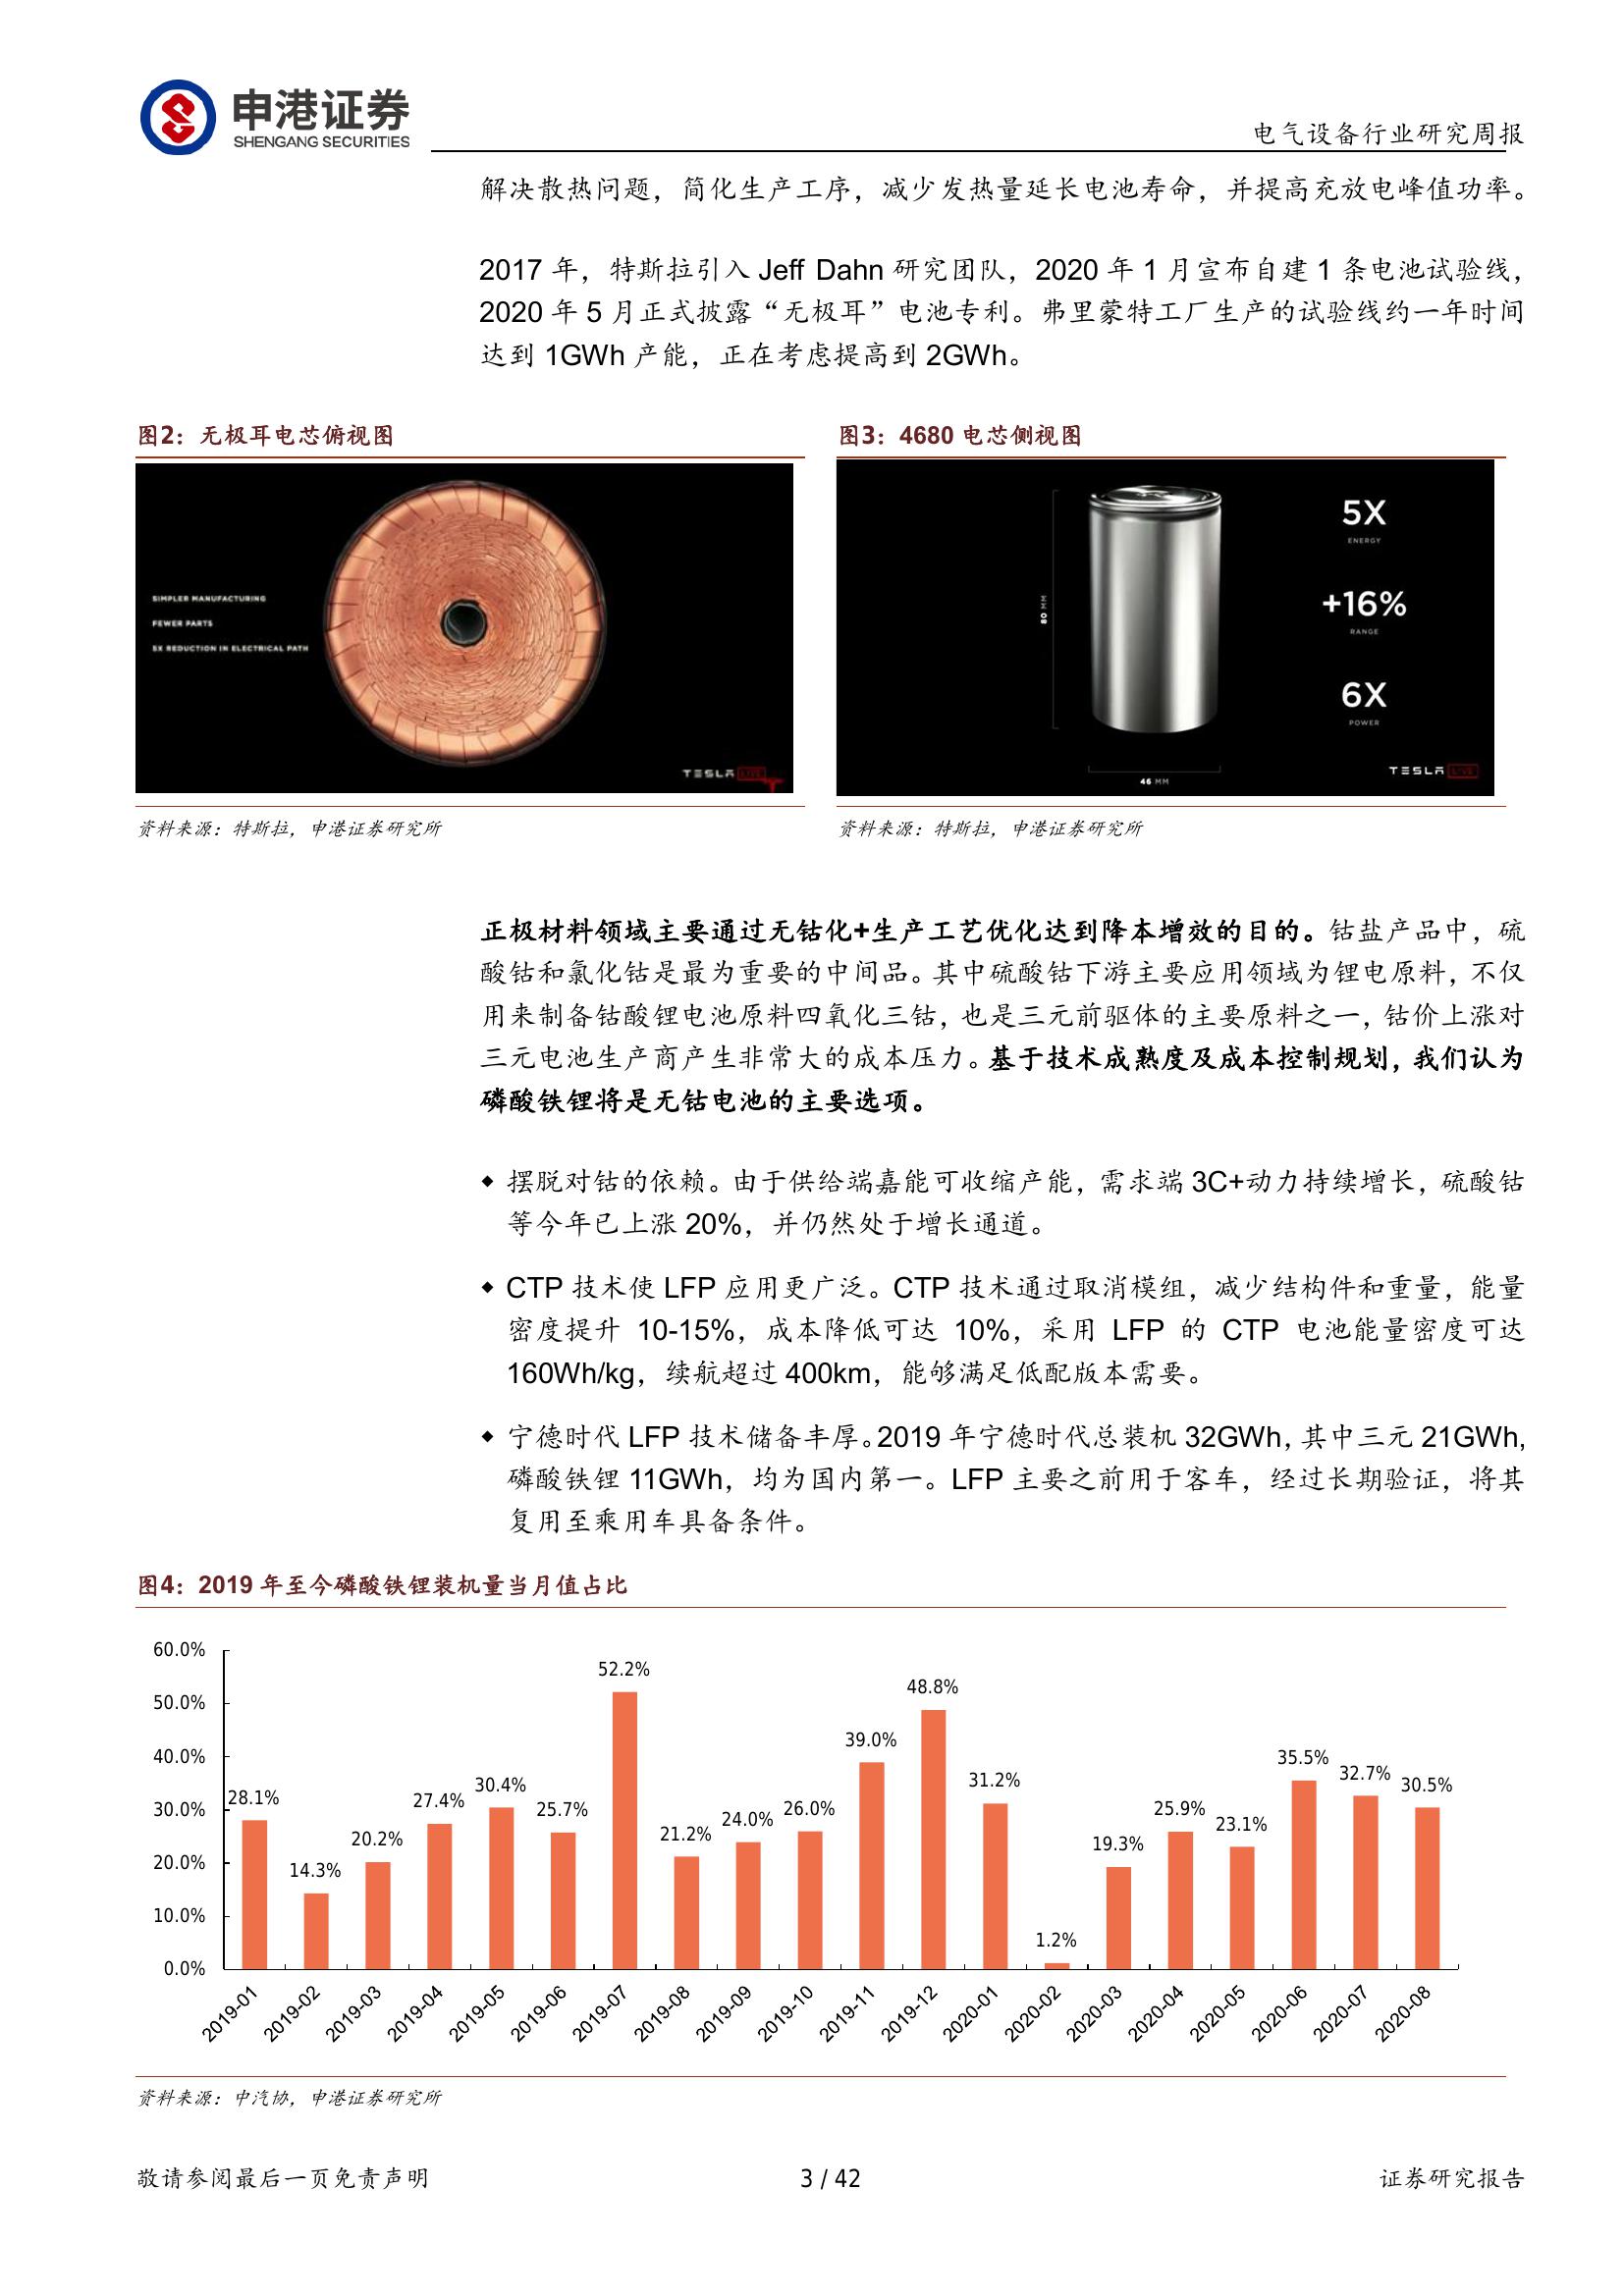 申港证券
SHENGANG SECURITIES
电气设备行业研究周报
解决散热问题，简化生产工序，减少发热量延长电池寿命，并提高充放电峰值功率。
2017 年，特斯拉引入 Jeff Dahn 研究团队，2020 年 1 月宣布自建 1 条电池试验线，
2020 年 5 月正式披露“无极耳”电池专利。弗里蒙特工厂生产的试验线约一年时间
达到 1GWh 产能，正在考虑提高到 2GWh。
图2：无极耳电芯俯视图
SIMPLER MANUFACTURING
FEWER PARTS
5X REDUCTION IN ELECTRICAL PATH
TESLA LIVE
资料来源：特斯拉，申港证券研究所
图3：4680 电芯侧视图
80 MM
46 MM
5X
ENERGY
+16%
RANGE
6X
POWER
TESLA LIVE
资料来源：特斯拉，申港证券研究所
正极材料领域主要通过无钴化+生产工艺优化达到降本增效的目的。钴盐产品中，硫
酸钴和氯化钴是最为重要的中间品。其中硫酸钴下游主要应用领域为锂电原料，不仅
用来制备钴酸锂电池原料四氧化三钴，也是三元前驱体的主要原料之一，钴价上涨对
三元电池生产商产生非常大的成本压力。基于技术成熟度及成本控制规划，我们认为
磷酸铁锂将是无钴电池的主要选项。
◆ 摆脱对钴的依赖。由于供给端嘉能可收缩产能，需求端 3C+动力持续增长，硫酸钴
等今年已上涨 20%，并仍然处于增长通道。
◆ CTP 技术使 LFP 应用更广泛。CTP 技术通过取消模组，减少结构件和重量，能量
密度提升 10-15%，成本降低可达 10%，采用 LFP 的 CTP 电池能量密度可达
160Wh/kg，续航超过 400km，能够满足低配版本需要。
◆ 宁德时代 LFP 技术储备丰厚。2019 年宁德时代总装机 32GWh，其中三元 21GWh，
磷酸铁锂 11GWh，均为国内第一。LFP 主要之前用于客车，经过长期验证，将其
复用至乘用车具备条件。
图4：2019 年至今磷酸铁锂装机量当月值占比
60.0%
50.0%
40.0%
30.0%
20.0%
10.0%
0.0%
28.1%
14.3%
20.2%
27.4%
30.4%
25.7%
52.2%
21.2%
24.0%
26.0%
39.0%
48.8%
31.2%
1.2%
19.3%
25.9%
23.1%
35.5%
32.7%
30.5%
2019-01
2019-02
2019-03
2019-04
2019-05
2019-06
2019-07
2019-08
2019-09
2019-10
2019-11
2019-12
2020-01
2020-02
2020-03
2020-04
2020-05
2020-06
2020-07
2020-08
资料来源：中汽协，申港证券研究所
敬请参阅最后一页免责声明
3 / 42
证券研究报告